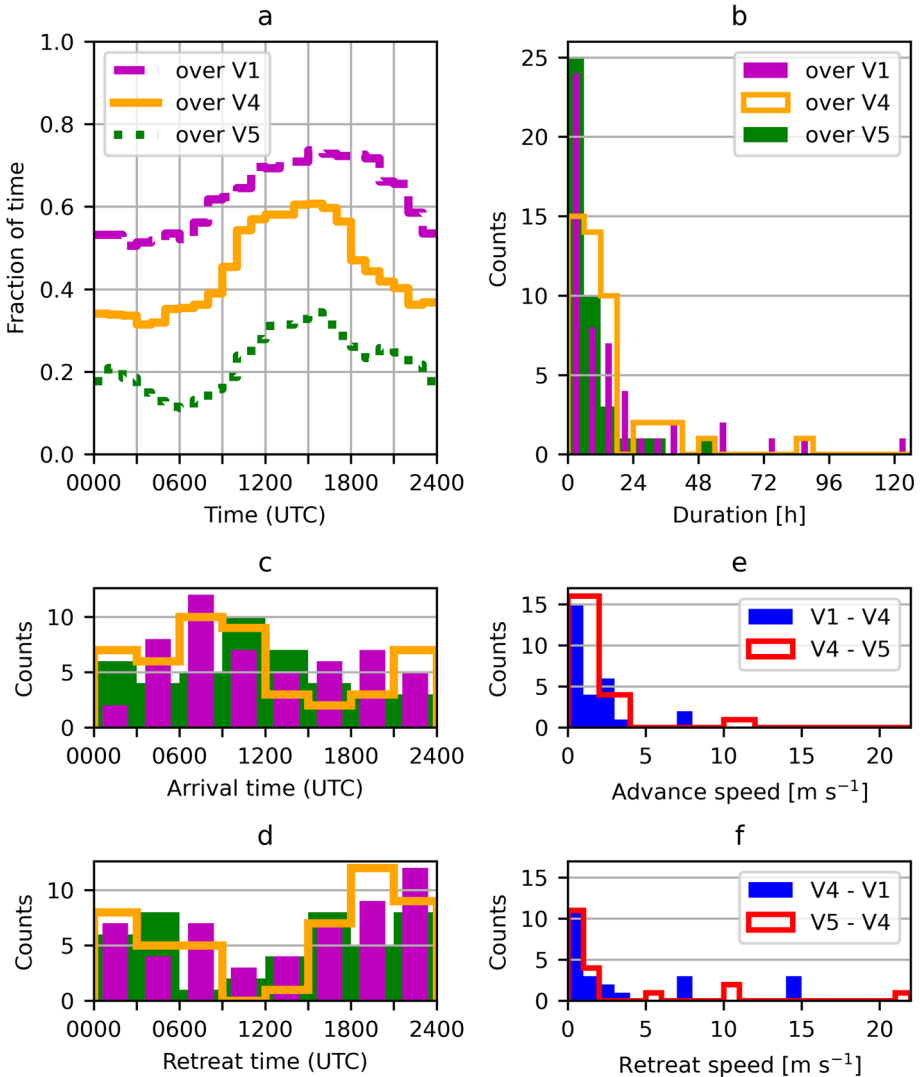 a
1.0
0.8
0.6
0.4
0.2
0.0
Fraction of time
over V1
over V4
over V5
0000 0600 1200 1800 2400
Time (UTC)
b
25
20
15
10
5
0
Counts
over V1
over V4
over V5
0 24 48 72 96 120
Duration [h]
c
10
5
0
Counts
0000 0600 1200 1800 2400
Arrival time (UTC)
e
15
10
5
0
Counts
V1 - V4
V4 - V5
0 5 10 15 20
Advance speed [m s⁻¹]
d
10
5
0
Counts
0000 0600 1200 1800 2400
Retreat time (UTC)
f
15
10
5
0
Counts
V4 - V1
V5 - V4
0 5 10 15 20
Retreat speed [m s⁻¹]